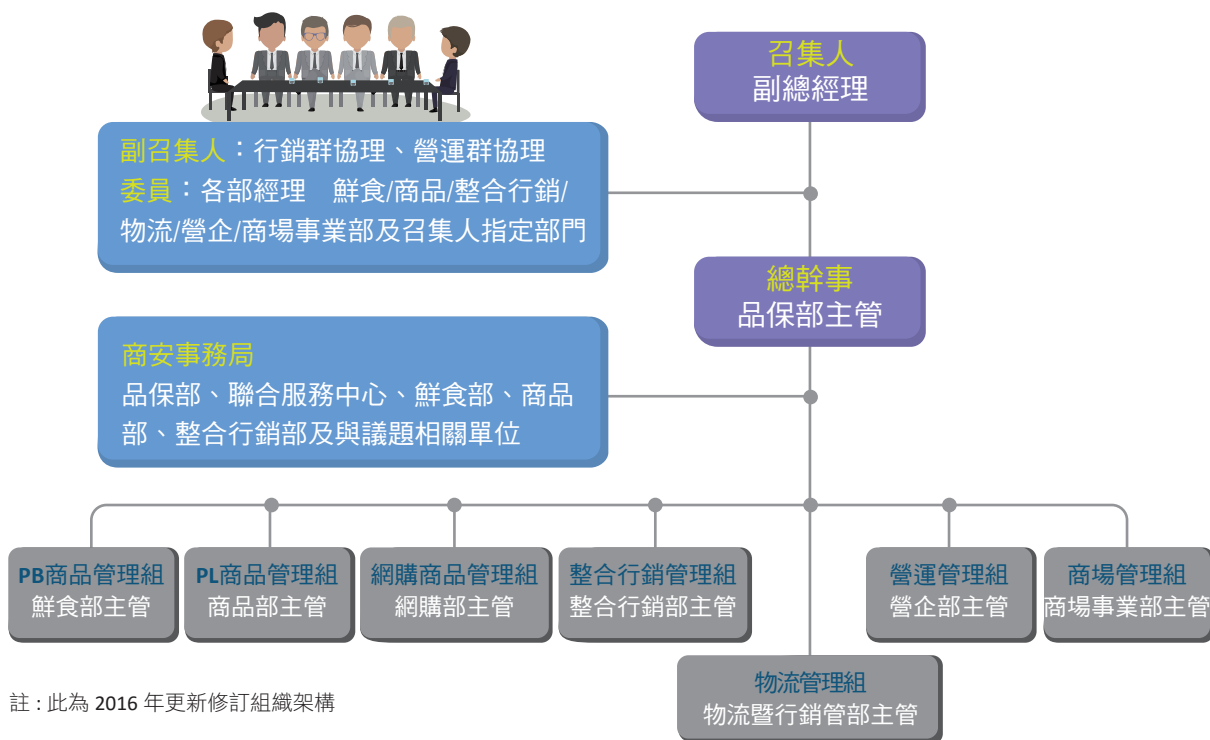 召集人
副總經理
副召集人：行銷群協理、營運群協理
委員：各部經理　鮮食/商品/整合行銷/
物流/營企/商場事業部及召集人指定部門
總幹事
品保部主管
商安事務局
品保部、聯合服務中心、鮮食部、商品
部、整合行銷部及與議題相關單位
PB商品管理組
鮮食部主管
PL商品管理組
商品部主管
網購商品管理組
網購部主管
整合行銷管理組
整合行銷部主管
營運管理組
營企部主管
商場管理組
商場事業部主管
物流管理組
物流暨行銷管部主管
註 : 此為 2016 年更新修訂組織架構